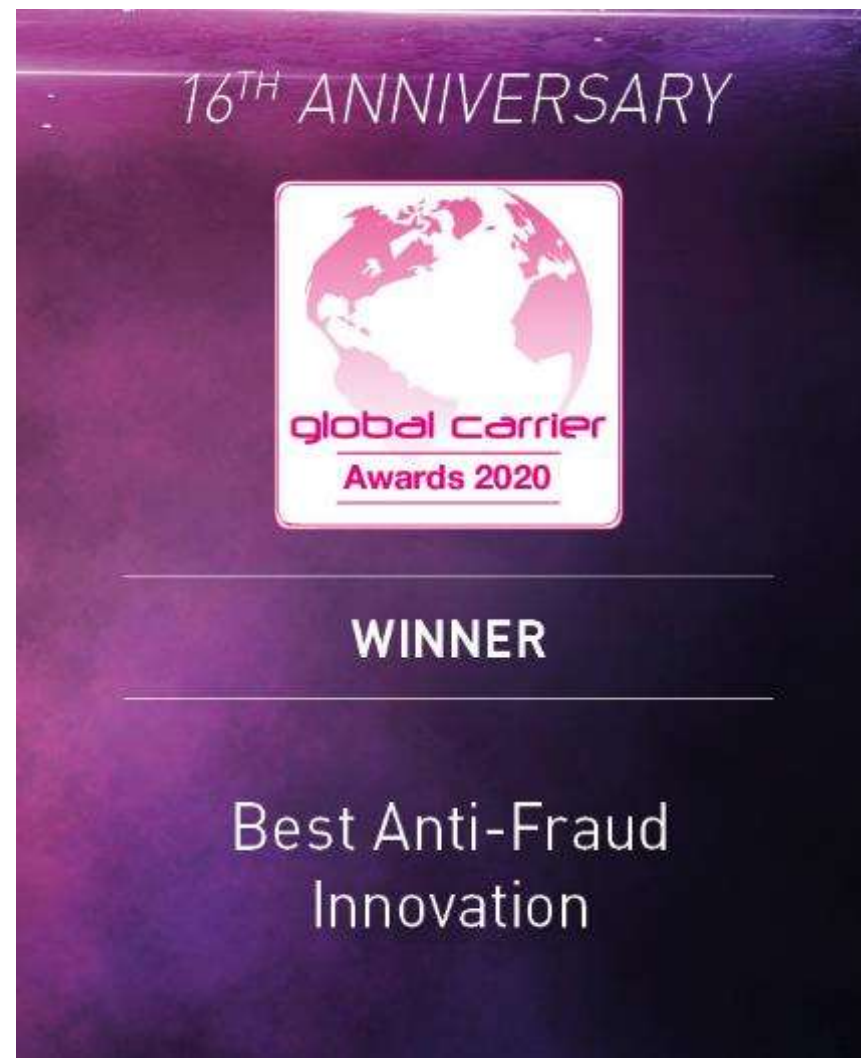 16TH ANNIVERSARY
global carrier
Awards 2020
WINNER
Best Anti-Fraud
Innovation